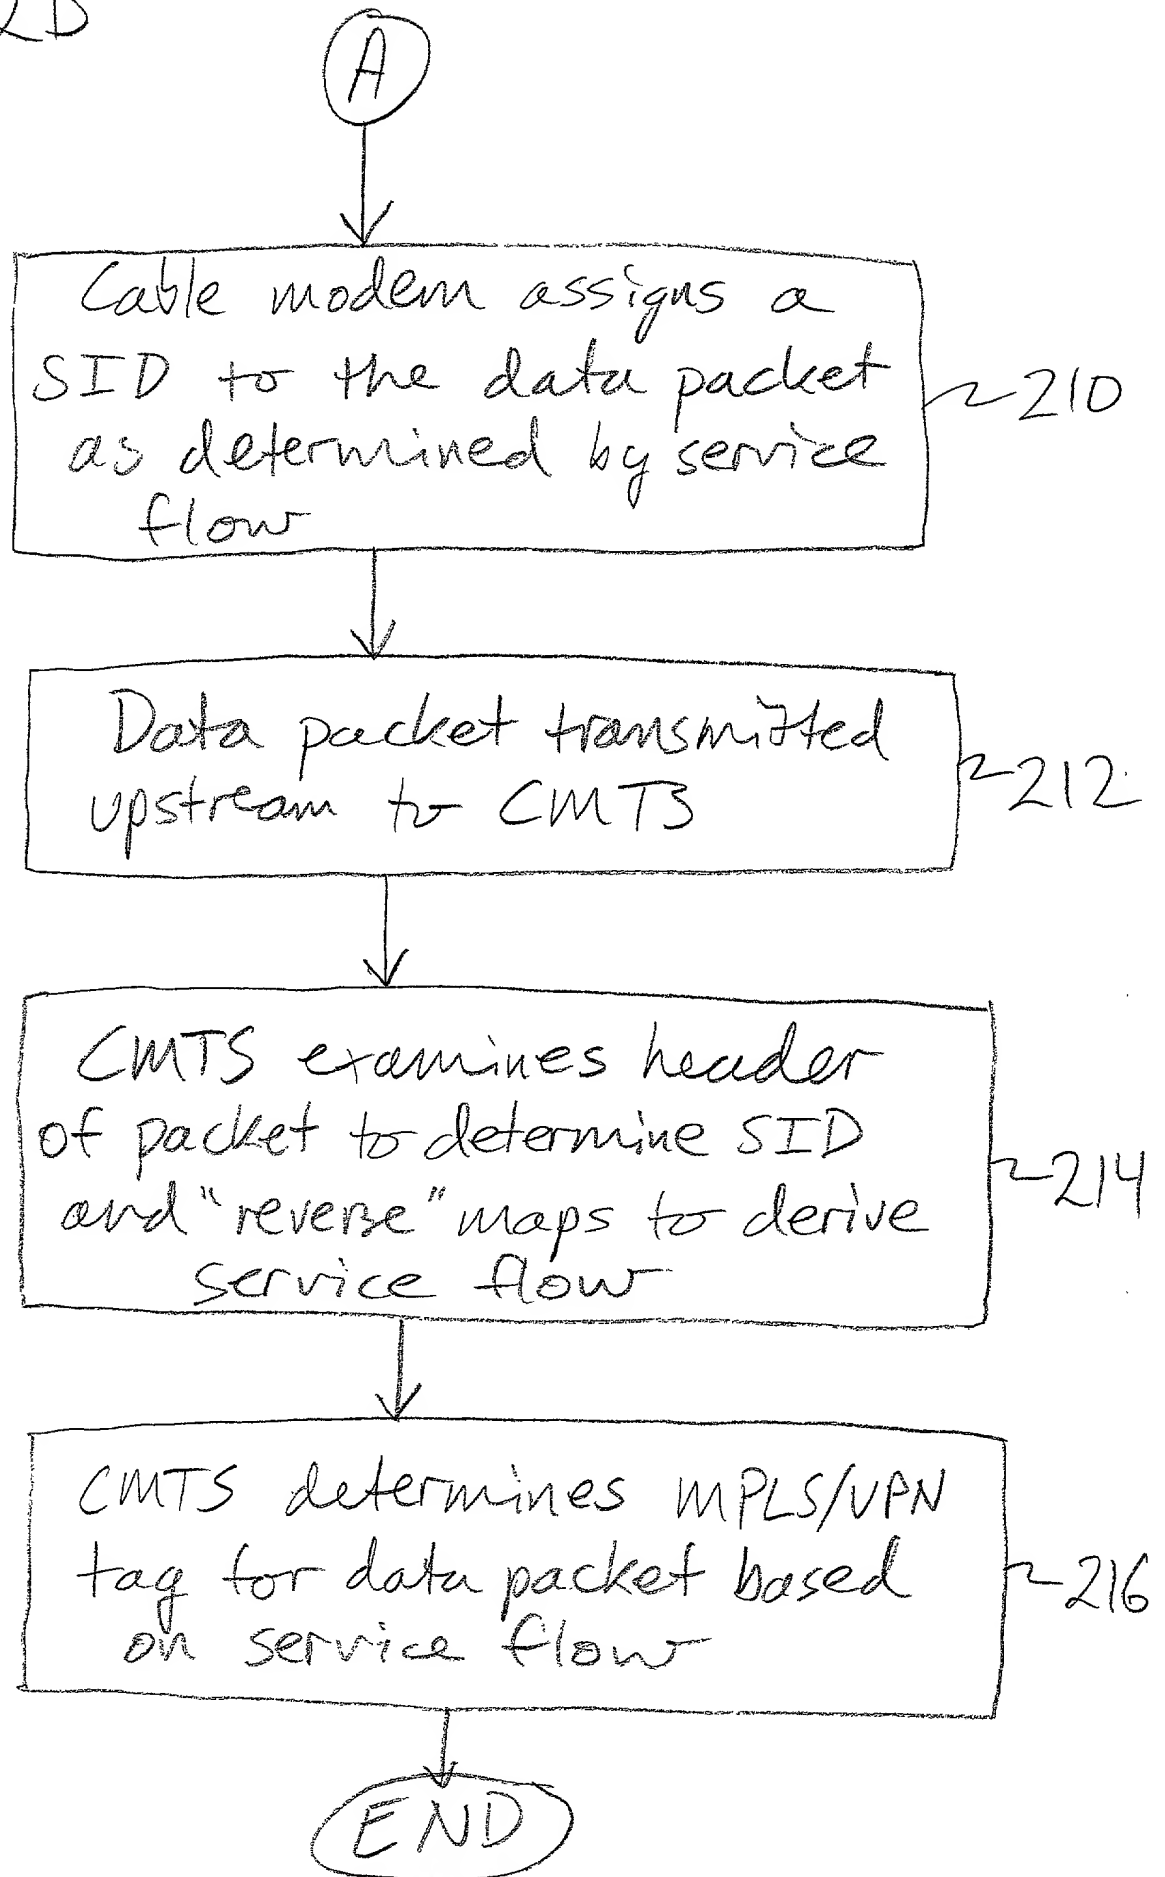 2D
A
Cable modem assigns a
SID to the data packet
as determined by service
flow
210
Data packet transmitted
upstream to CMTS
212
CMTS examines header
of packet to determine SID
and "reverse" maps to derive
service flow
214
CMTS determines MPLS/VPN
tag for data packet based
on service flow
216
END